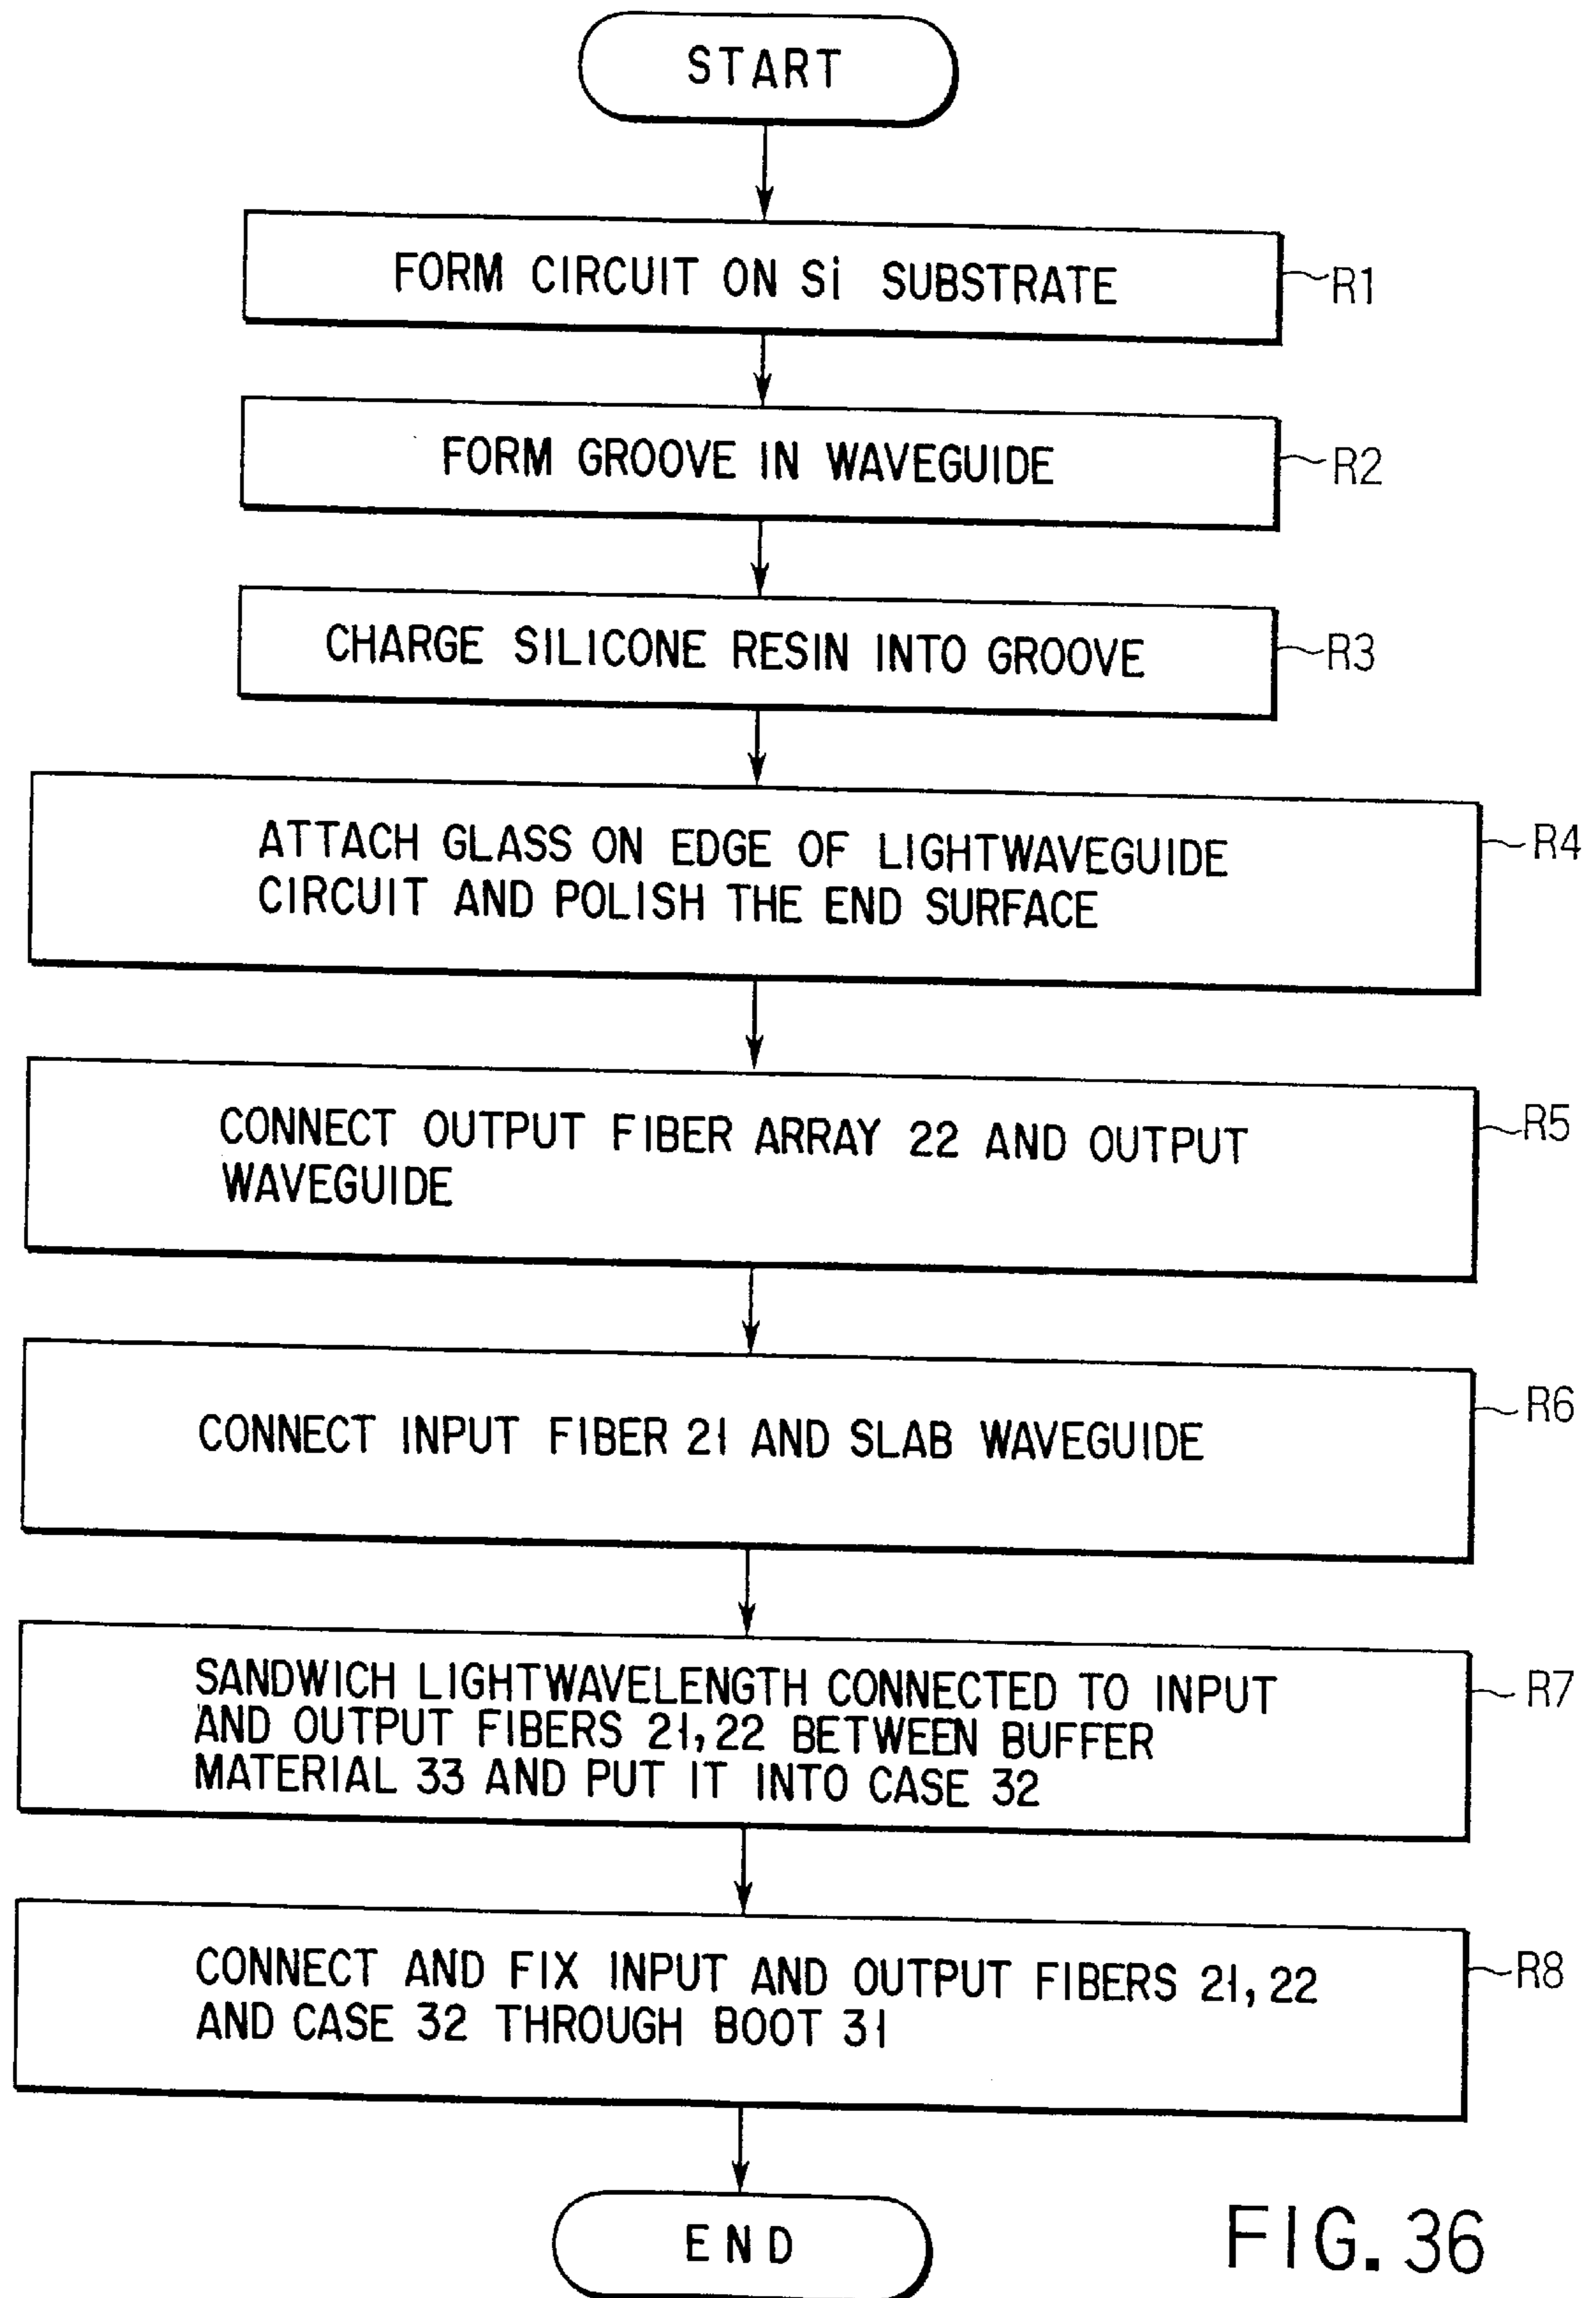 START
FORM CIRCUIT ON Si SUBSTRATE
R1
FORM GROOVE IN WAVEGUIDE
R2
CHARGE SILICONE RESIN INTO GROOVE
R3
ATTACH GLASS ON EDGE OF LIGHTWAVEGUIDE
CIRCUIT AND POLISH THE END SURFACE
R4
CONNECT OUTPUT FIBER ARRAY 22 AND OUTPUT
WAVEGUIDE
R5
CONNECT INPUT FIBER 21 AND SLAB WAVEGUIDE
R6
SANDWICH LIGHTWAVELENGTH CONNECTED TO INPUT
AND OUTPUT FIBERS 21,22 BETWEEN BUFFER
MATERIAL 33 AND PUT IT INTO CASE 32
R7
CONNECT AND FIX INPUT AND OUTPUT FIBERS 21,22
AND CASE 32 THROUGH BOOT 31
R8
END
FIG. 36